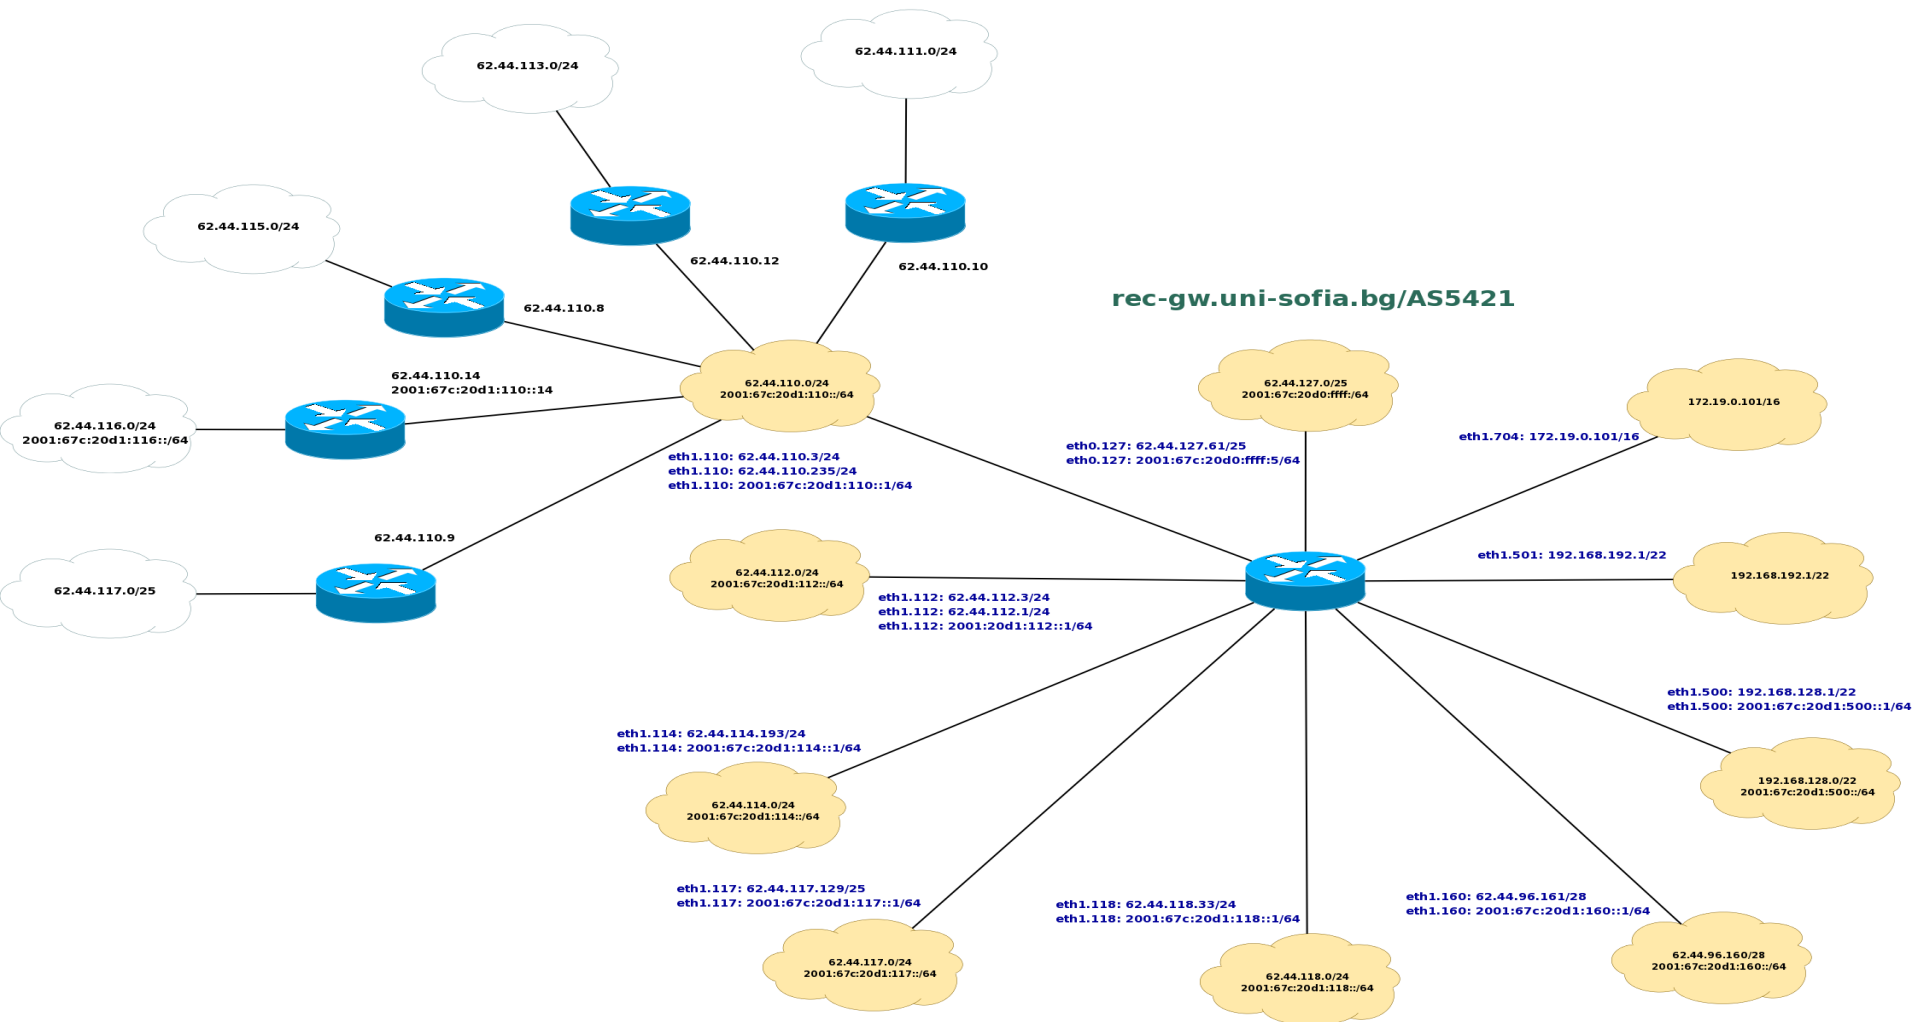 62.44.111.0/24
62.44.113.0/24
62.44.115.0/24
62.44.110.12
62.44.110.10
rec-gw.uni-sofia.bg/AS5421
62.44.110.8
62.44.110.14
2001:67c:20d1:110::14
62.44.110.0/24
2001:67c:20d1:110::/64
62.44.127.0/25
2001:67c:20d0:ffff:/64
172.19.0.101/16
62.44.116.0/24
2001:67c:20d1:116::/64
eth1.704: 172.19.0.101/16
eth0.127: 62.44.127.61/25
eth0.127: 2001:67c:20d0:ffff:5/64
eth1.110: 62.44.110.3/24
eth1.110: 62.44.110.235/24
eth1.110: 2001:67c:20d1:110::1/64
62.44.110.9
eth1.501: 192.168.192.1/22
62.44.112.0/24
2001:67c:20d1:112::/64
192.168.192.1/22
62.44.117.0/25
eth1.112: 62.44.112.3/24
eth1.112: 62.44.112.1/24
eth1.112: 2001:20d1:112::1/64
eth1.500: 192.168.128.1/22
eth1.500: 2001:67c:20d1:500::1/64
eth1.114: 62.44.114.193/24
eth1.114: 2001:67c:20d1:114::1/64
192.168.128.0/22
2001:67c:20d1:500::/64
62.44.114.0/24
2001:67c:20d1:114::/64
eth1.117: 62.44.117.129/25
eth1.117: 2001:67c:20d1:117::1/64
eth1.118: 62.44.118.33/24
eth1.118: 2001:67c:20d1:118::1/64
eth1.160: 62.44.96.161/28
eth1.160: 2001:67c:20d1:160::1/64
62.44.117.0/24
2001:67c:20d1:117::/64
62.44.118.0/24
2001:67c:20d1:118::/64
62.44.96.160/28
2001:67c:20d1:160::/64